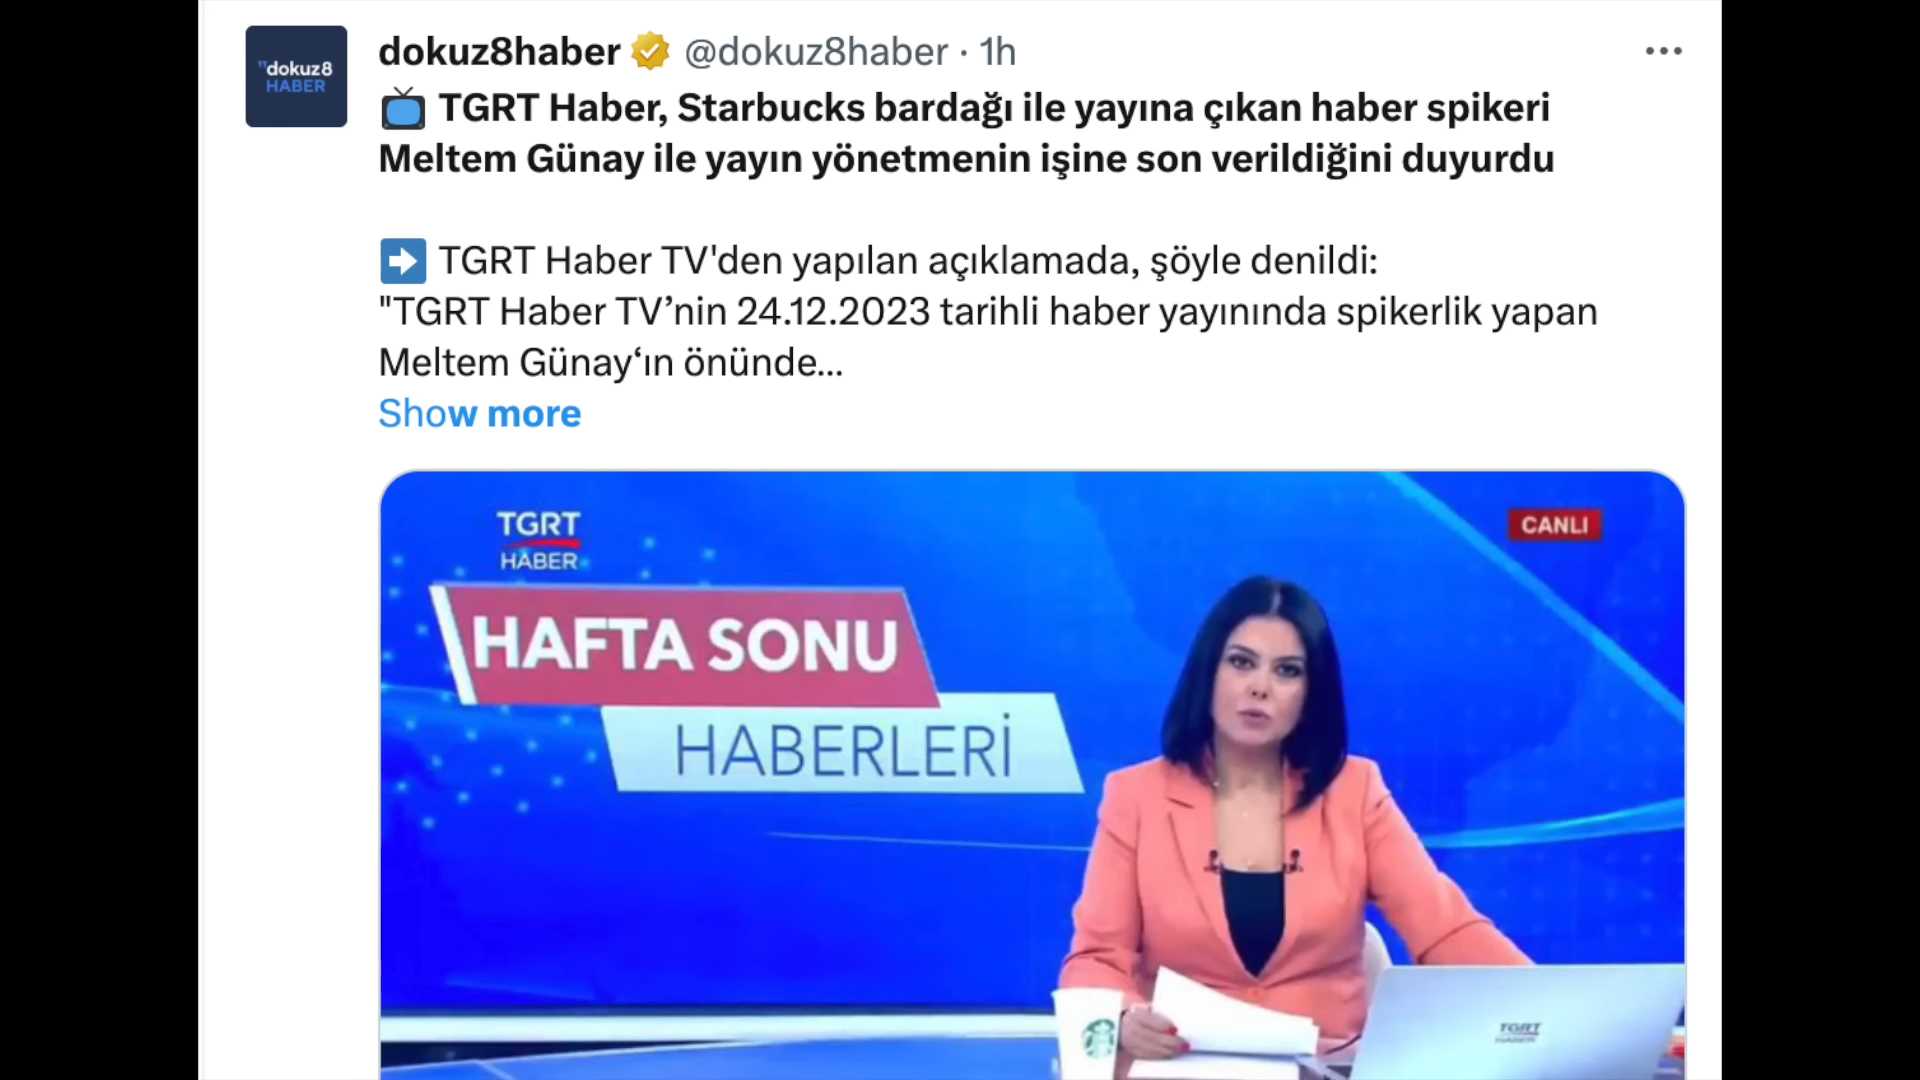 "dokuz8
HABER
dokuz8haber @dokuz8haber · 1h
TGRT Haber, Starbucks bardağı ile yayına çıkan haber spikeri
Meltem Günay ile yayın yönetmenin işine son verildiğini duyurdu
TGRT Haber TV'den yapılan açıklamada, şöyle denildi:
"TGRT Haber TV’nin 24.12.2023 tarihli haber yayınında spikerlik yapan
Meltem Günay‘ın önünde...
Show more
TGRT
HABER
CANLI
HAFTA SONU
HABERLERİ
TGRT
HABER